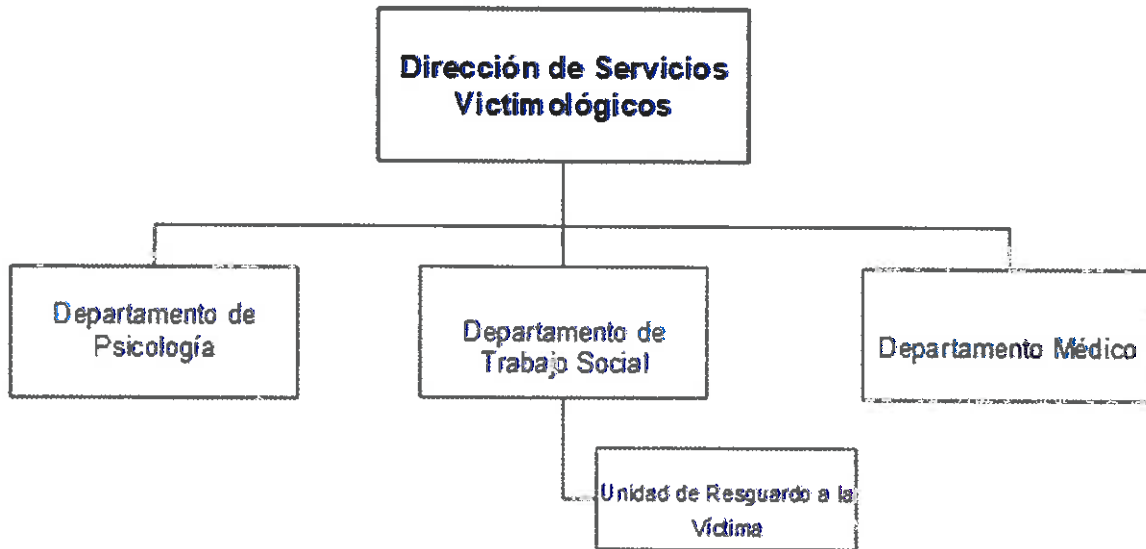 Dirección de Servicios
Victimológicos
Departamento de
Psicología
Departamento de
Trabajo Social
Departamento Médico
Unidad de Resguardo a la
Víctima